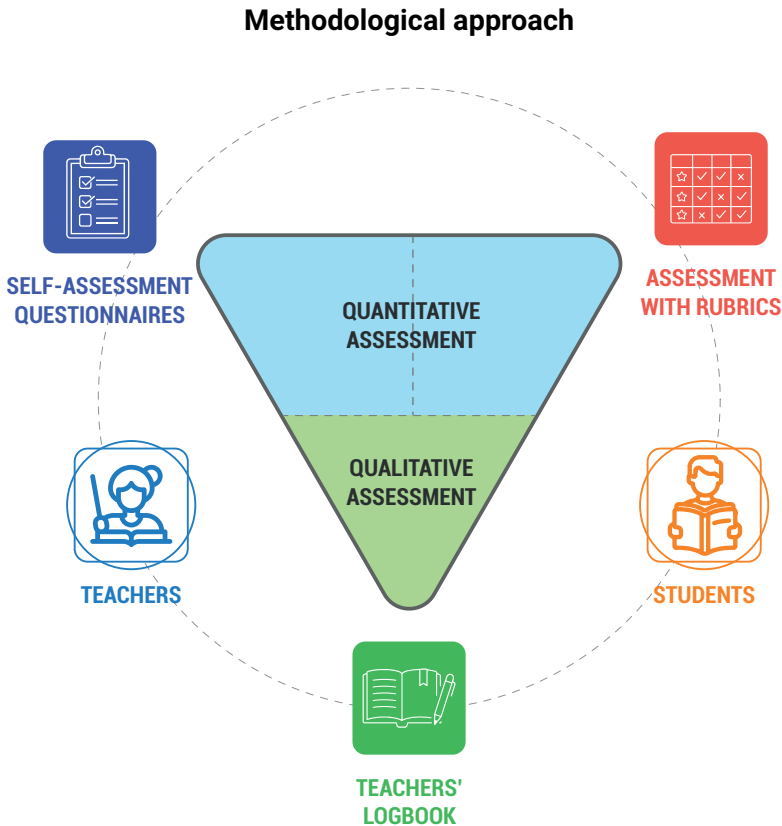 Methodological approach
SELF-ASSESSMENT
QUESTIONNAIRES
ASSESSMENT
WITH RUBRICS
QUANTITATIVE
ASSESSMENT
QUALITATIVE
ASSESSMENT
TEACHERS
STUDENTS
TEACHERS'
LOGBOOK